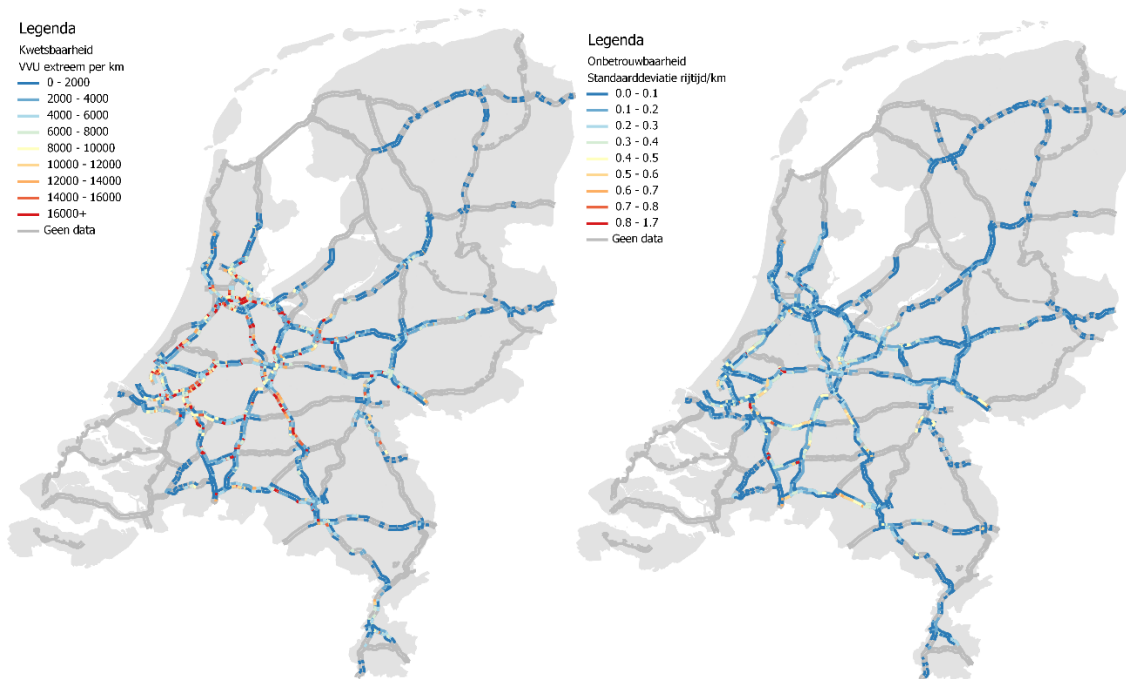 Legenda
Kwetsbaarheid
VVU extreem per km
0 - 2000
2000 - 4000
4000 - 6000
6000 - 8000
8000 - 10000
10000 - 12000
12000 - 14000
14000 - 16000
16000+
Geen data
Legenda
Onbetrouwbaarheid
Standaarddeviatie rijtijd/km
0.0 - 0.1
0.1 - 0.2
0.2 - 0.3
0.3 - 0.4
0.4 - 0.5
0.5 - 0.6
0.6 - 0.7
0.7 - 0.8
0.8 - 1.7
Geen data